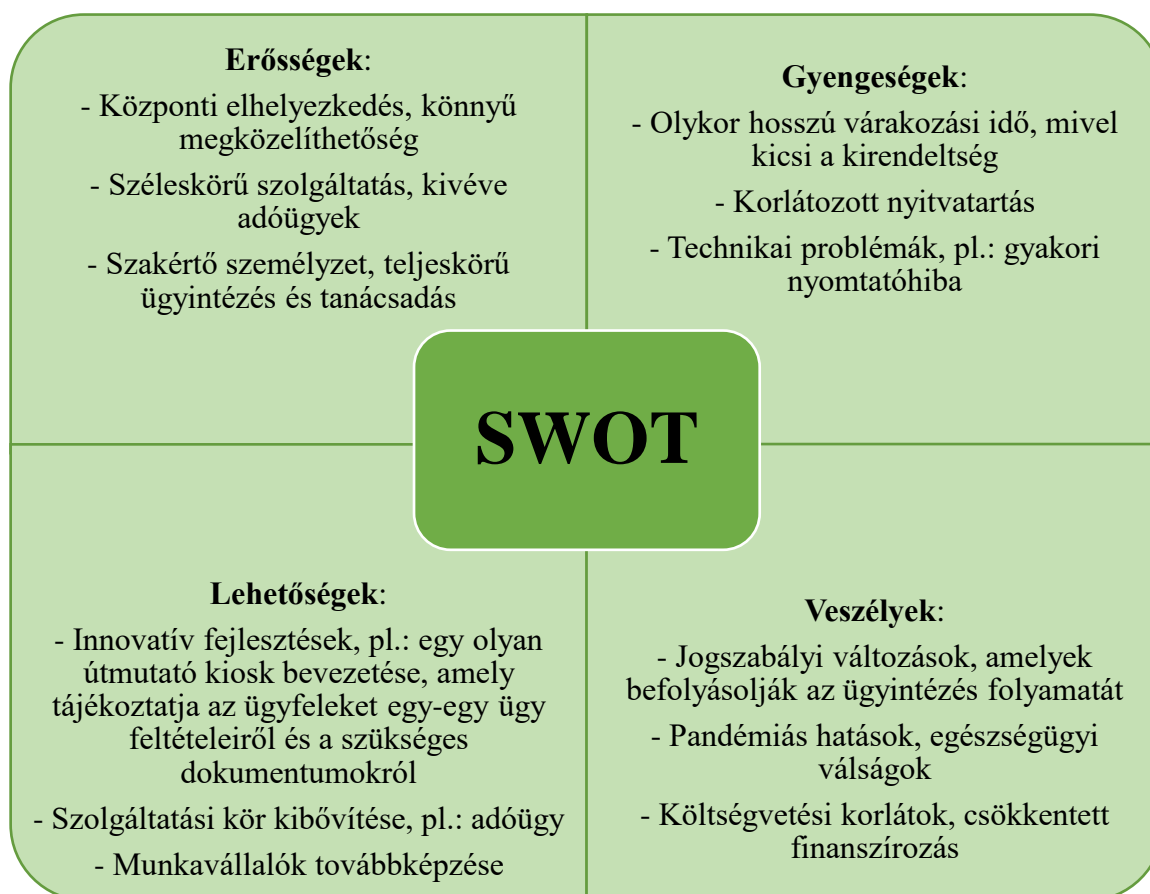 Erősségek:
- Központi elhelyezkedés, könnyű
megközelíthetőség
- Széleskörű szolgáltatás, kivéve
adóügyek
- Szakértő személyzet, teljeskörű
ügyintézés és tanácsadás
Gyengeségek:
- Olykor hosszú várakozási idő, mivel
kicsi a kirendeltség
- Korlátozott nyitvatartás
- Technikai problémák, pl.: gyakori
nyomtatóhiba
SWOT
Lehetőségek:
- Innovatív fejlesztések, pl.: egy olyan
útmutató kiosk bevezetése, amely
tájékoztatja az ügyfeleket egy-egy ügy
feltételeiről és a szükséges
dokumentumokról
- Szolgáltatási kör kibővítése, pl.: adóügy
- Munkavállalók továbbképzése
Veszélyek:
- Jogszabályi változások, amelyek
befolyásolják az ügyintézés folyamatát
- Pandémiás hatások, egészségügyi
válságok
- Költségvetési korlátok, csökkentett
finanszírozás